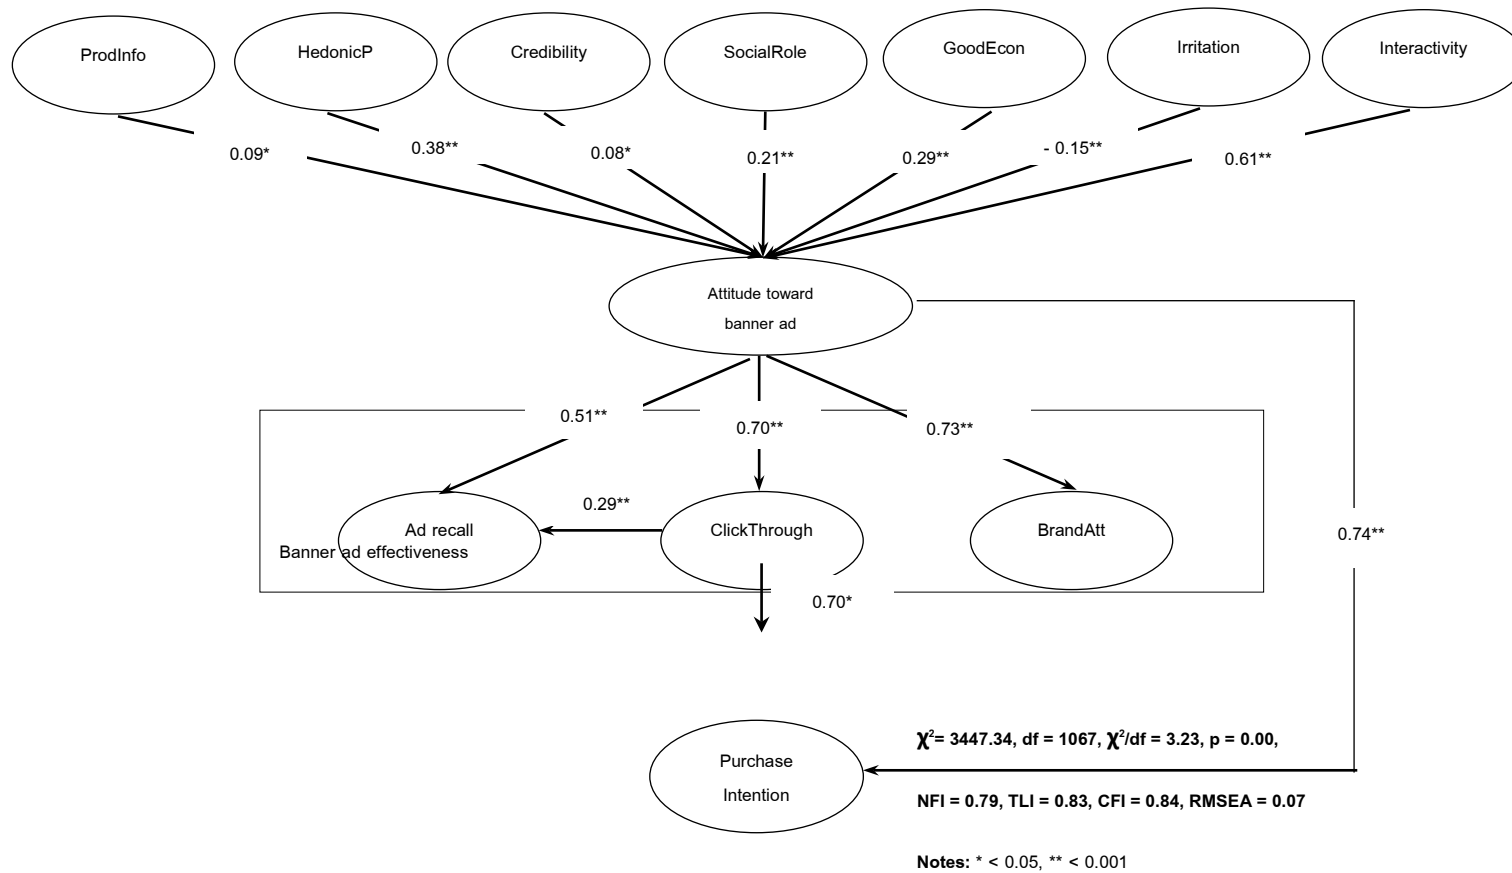 ProdInfo
HedonicP
Credibility
SocialRole
GoodEcon
Irritation
Interactivity
0.09*
0.38**
0.08*
0.21**
0.29**
- 0.15**
0.61**
Attitude toward
banner ad
0.51**
0.70**
0.73**
0.29**
Ad recall
ClickThrough
BrandAtt
Banner ad effectiveness
0.74**
0.70*
Purchase
Intention
χ²= 3447.34, df = 1067, χ²/df = 3.23, p = 0.00,
NFI = 0.79, TLI = 0.83, CFI = 0.84, RMSEA = 0.07
Notes: * < 0.05, ** < 0.001